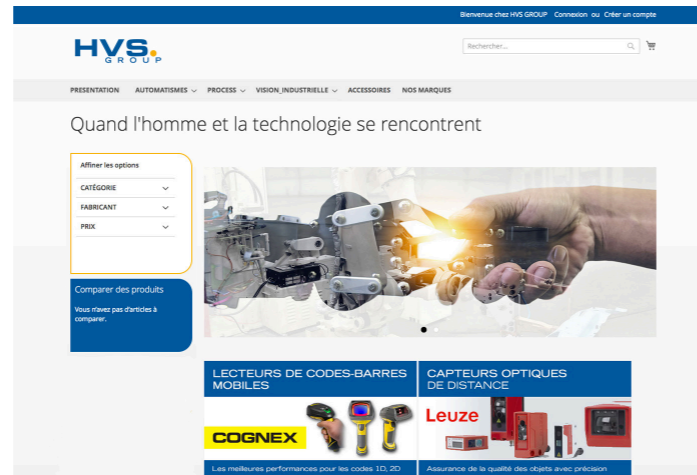 Bienvenue chez HVS GROUP Connexion ou Créer un compte
HVS.
GROUP
Rechercher...
PRESENTATION AUTOMATISMES PROCESS VISION_INDUSTRIELLE ACCESSOIRES NOS MARQUES
Quand l'homme et la technologie se rencontrent
Affiner les options
CATÉGORIE
FABRICANT
PRIX
Comparer des produits
Vous n'avez pas d'articles à
comparer.
LECTEURS DE CODES-BARRES
MOBILES
COGNEX
Les meilleures performances pour les codes 1D, 2D
CAPTEURS OPTIQUES
DE DISTANCE
Leuze
Assurance de la qualité des objets avec précision